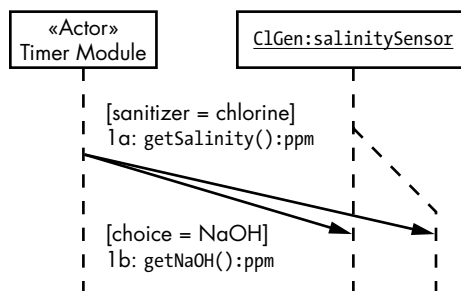 «Actor»
Timer Module
ClGen:salinitySensor
[sanitizer = chlorine]
1a: getSalinity():ppm
[choice = NaOH]
1b: getNaOH():ppm